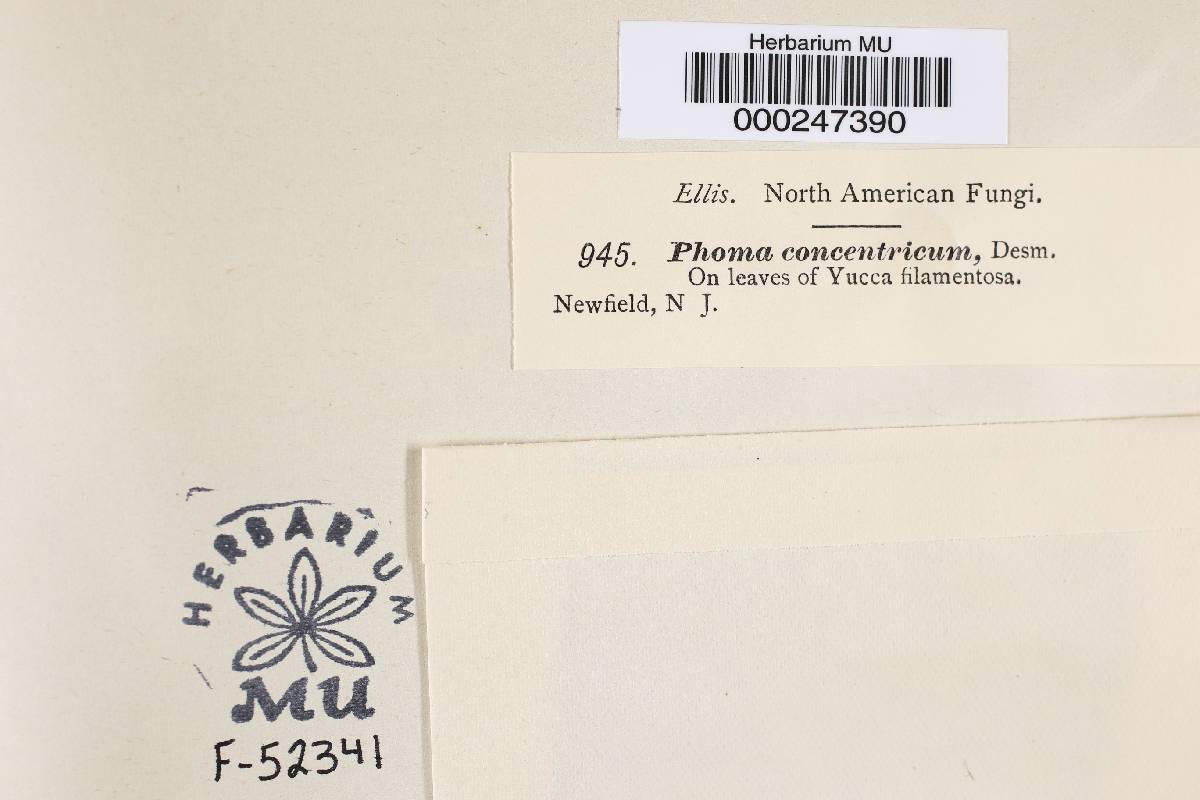 Herbarium MU
000247390
Ellis. North American Fungi.
945. Phoma concentricum, Desm.
On leaves of Yucca filamentosa.
Newfield, N J.
HERBARIUM
MU
F-52341